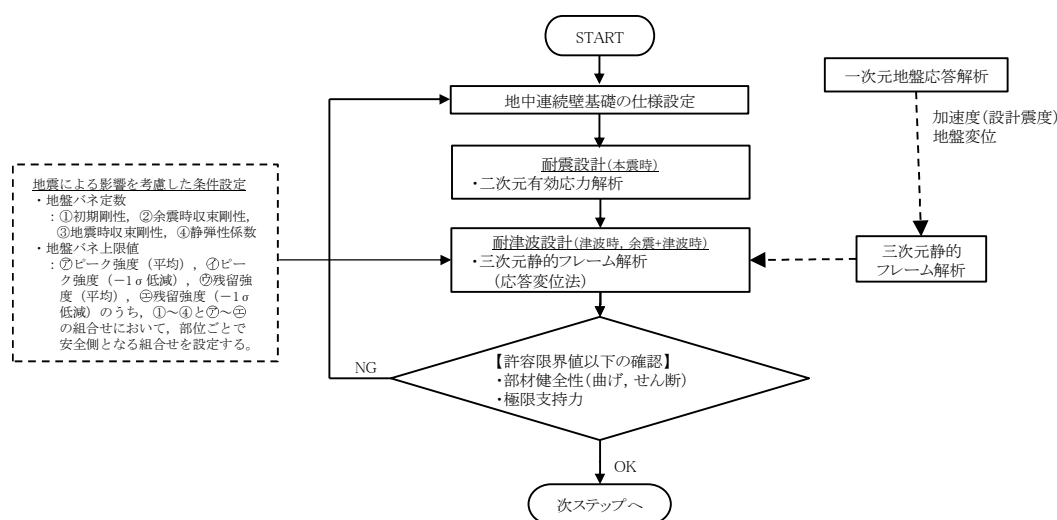 START
一次元地盤応答解析
地中連続壁基礎の仕様設定
加速度(設計震度)
地盤変位
耐震設計(本震時)
・二次元有効応力解析
地震による影響を考慮した条件設定
・地盤バネ定数
:①初期剛性, ②余震時収束剛性,
③地震時収束剛性, ④静弾性係数
・地盤バネ上限値
:㋐ピーク強度(平均), ㋑ピー
ク強度(-1σ低減), ㋒残留強
度(平均), ㋓残留強度(-1σ
低減)のうち, ①~④と㋐~㋓
の組合せにおいて, 部位ごとで
安全側となる組合せを設定する。
耐津波設計(津波時, 余震+津波時)
・三次元静的フレーム解析
(応答変位法)
三次元静的
フレーム解析
【許容限界値以下の確認】
・部材健全性(曲げ, せん断)
・極限支持力
NG
OK
次ステップへ